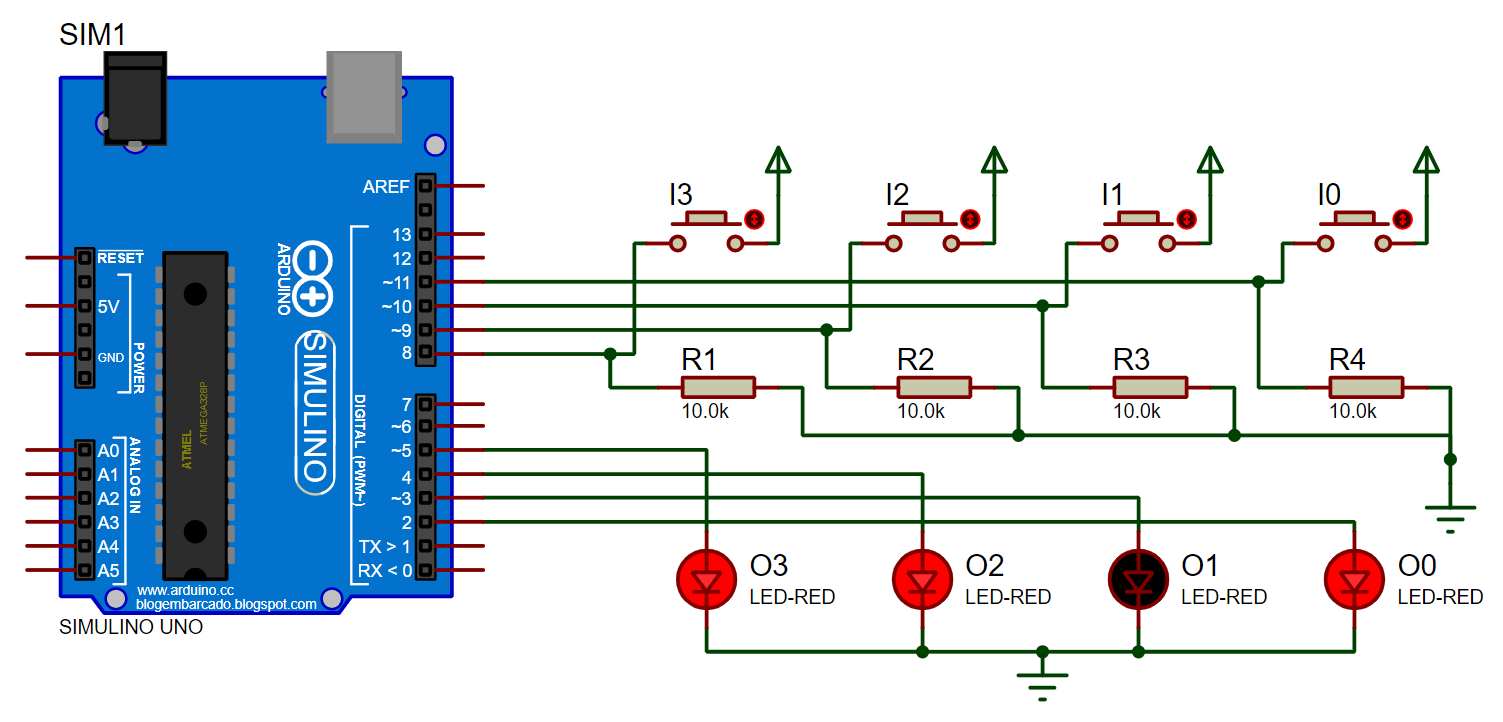 SIM1
AREF
13
12
~11
~10
~9
8
7
~6
~5
4
~3
2
TX > 1
RX < 0
RESET
5V
GND
POWER
A0
A1
A2
A3
A4
A5
ANALOG IN
ARDUINO
SIMULINO
DIGITAL (PWM~)
ATMEL
ATMEGA328P
www.arduino.cc
blogembarcado.blogspot.com
SIMULINO UNO
I3
I2
I1
I0
R1
10.0k
R2
10.0k
R3
10.0k
R4
10.0k
O3
LED-RED
O2
LED-RED
O1
LED-RED
O0
LED-RED